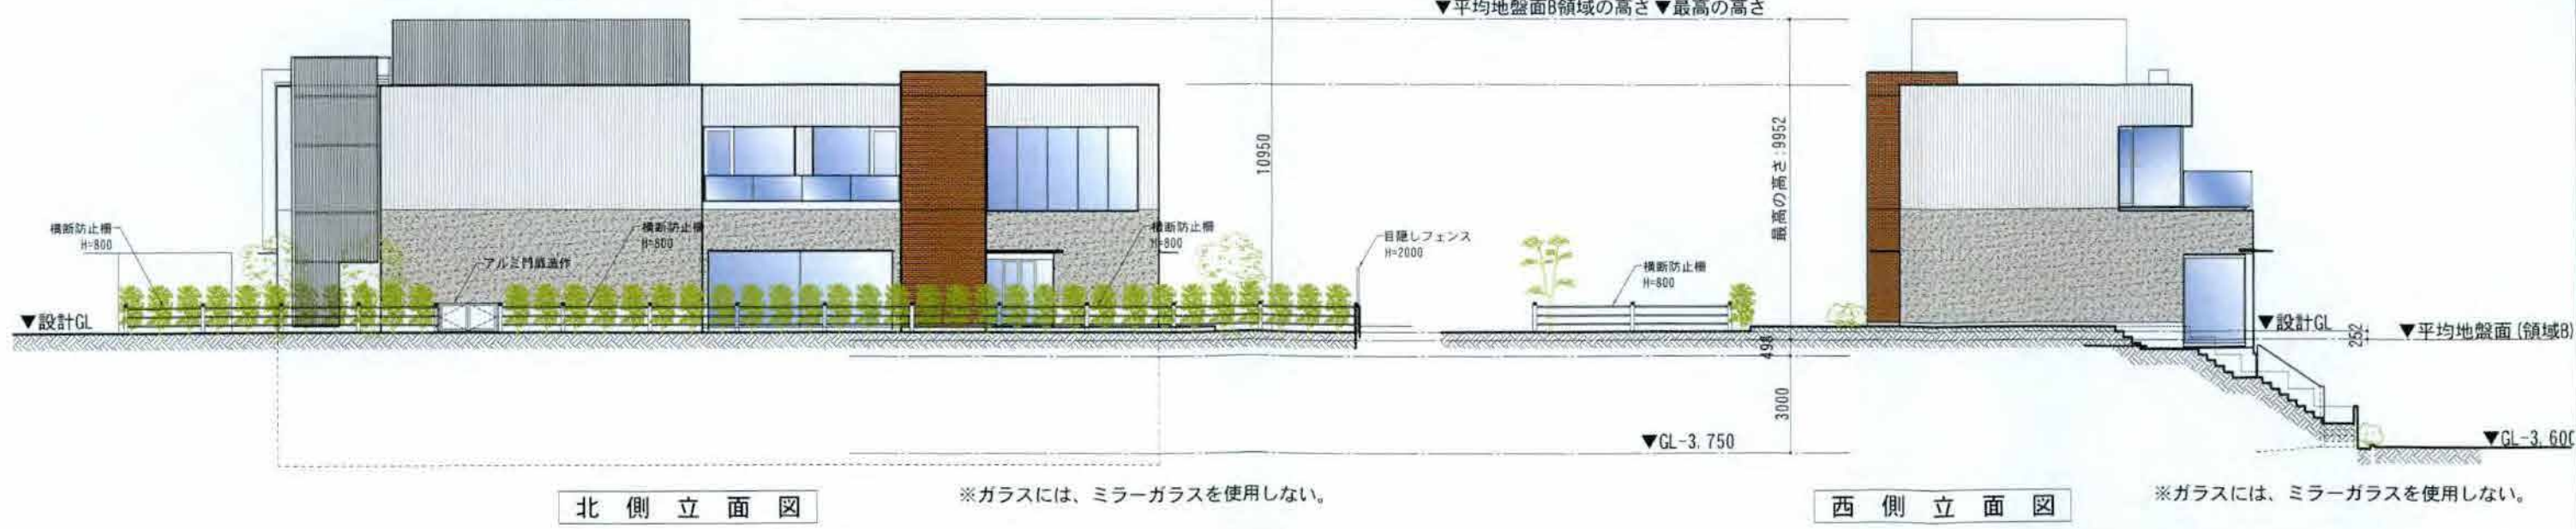 ▼平均地盤面B領域の高さ▼最高の高さ
10950
最高の高さ:9952
横断防止柵
H=800
アルミ門扉造作
横断防止柵
H=800
横断防止柵
H=800
目隠しフェンス
H=2000
横断防止柵
H=800
▼設計GL
▼設計GL
252
▼平均地盤面(領域B)
498
3000
▼GL-3.750
▼GL-3.600
北側立面図
※ガラスには、ミラーガラスを使用しない。
西側立面図
※ガラスには、ミラーガラスを使用しない。